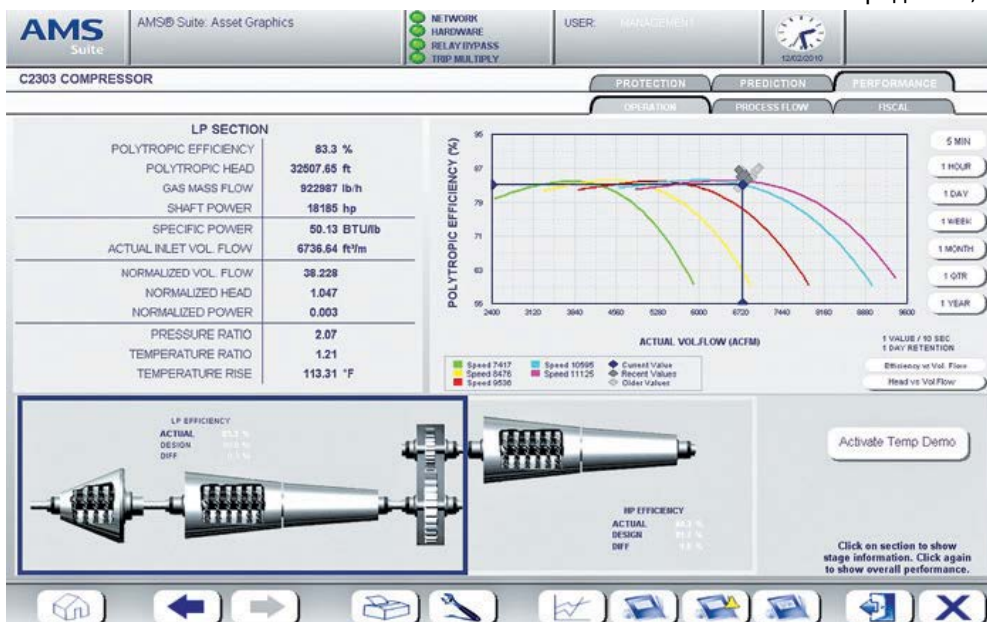 AMS
Suite
AMS® Suite: Asset Graphics
NETWORK
HARDWARE
RELAY BYPASS
TRIP MULTIPLY
USER: MANAGEMENT
12/02/2010
C2303 COMPRESSOR
PROTECTION
PREDICTION
PERFORMANCE
OPERATION
PROCESS FLOW
FISCAL
LP SECTION
POLYTROPIC EFFICIENCY 83.3 %
POLYTROPIC HEAD 32507.65 ft
GAS MASS FLOW 922987 lb/h
SHAFT POWER 18185 hp
SPECIFIC POWER 50.13 BTU/lb
ACTUAL INLET VOL. FLOW 6736.64 ft³/m
NORMALIZED VOL. FLOW 38.228
NORMALIZED HEAD 1.047
NORMALIZED POWER 0.003
PRESSURE RATIO 2.07
TEMPERATURE RATIO 1.21
TEMPERATURE RISE 113.31 °F
POLYTROPIC EFFICIENCY (%)
95
87
79
71
63
55
2400 3120 3840 4560 5280 6000 6720 7440 8160 8880 9600
ACTUAL VOL.FLOW (ACFM)
Speed 7417
Speed 8476
Speed 9536
Speed 10595
Speed 11125
Current Value
Recent Values
Older Values
5 MIN
1 HOUR
1 DAY
1 WEEK
1 MONTH
1 QTR
1 YEAR
1 VALUE / 10 SEC
1 DAY RETENTION
Efficiency vs Vol. Flow
Head vs Vol Flow
LP EFFICIENCY
ACTUAL
DESIGN
DIFF
HP EFFICIENCY
ACTUAL
DESIGN
DIFF
Activate Temp Demo
Click on section to show
stage information. Click again
to show overall performance.